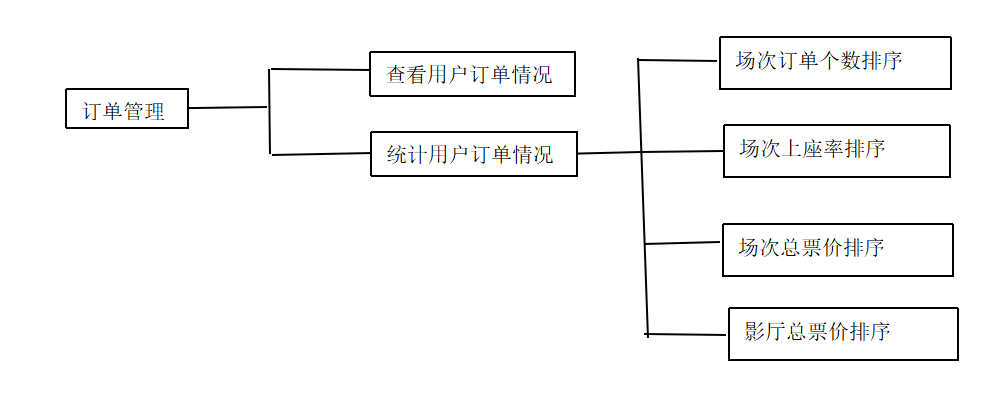 订单管理
查看用户订单情况
统计用户订单情况
场次订单个数排序
场次上座率排序
场次总票价排序
影厅总票价排序